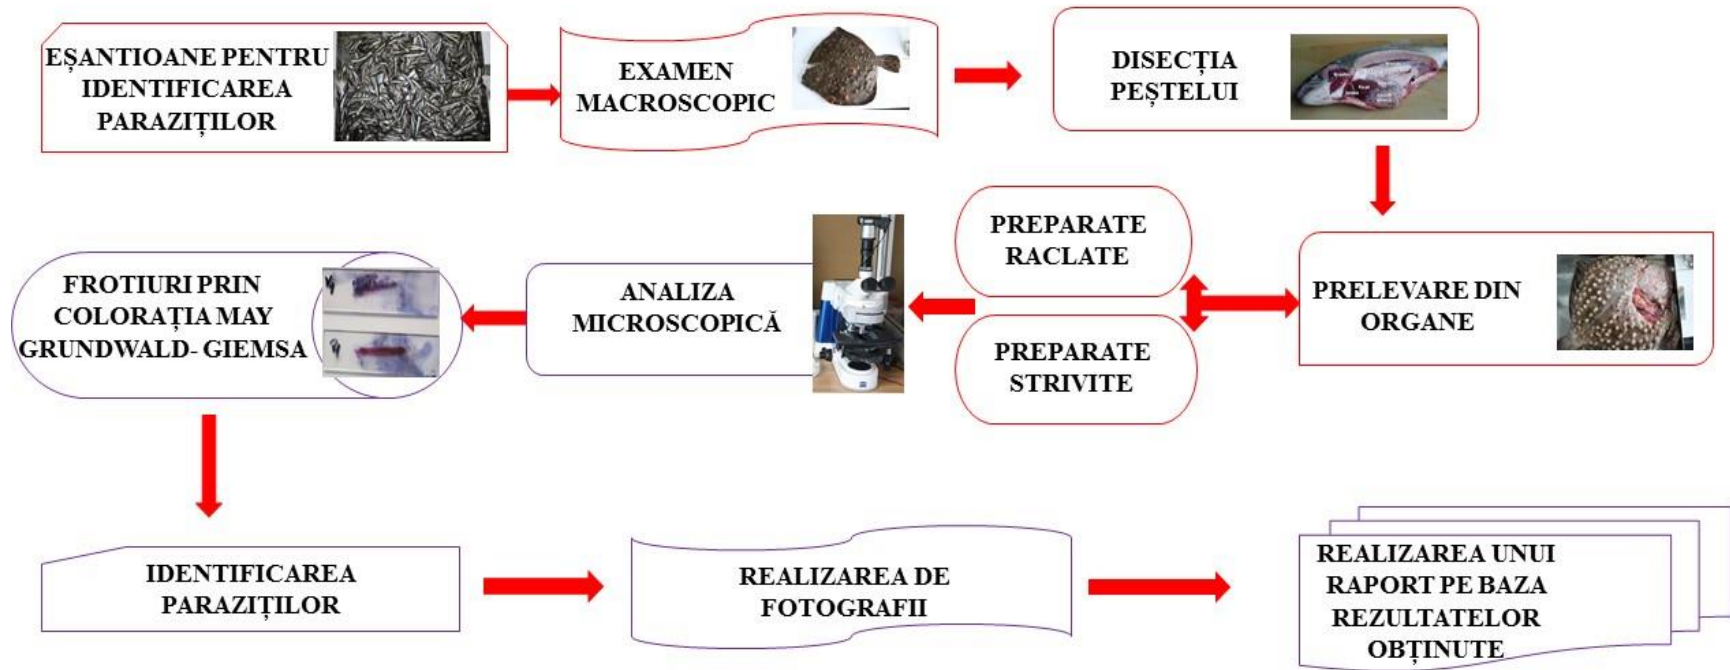 EȘANTIOANE PENTRU
IDENTIFICAREA
PARAZIȚILOR
EXAMEN
MACROSCOPIC
DISECȚIA
PEȘTELUI
PRELEVARE DIN
ORGANE
PREPARATE
RACLATE
PREPARATE
STRIVITE
ANALIZA
MICROSCOPICĂ
FROTIURI PRIN
COLORAȚIA MAY
GRUNDWALD- GIEMSA
IDENTIFICAREA
PARAZIȚILOR
REALIZAREA DE
FOTOGRAFII
REALIZAREA UNUI
RAPORT PE BAZA
REZULTATELOR
OBȚINUTE